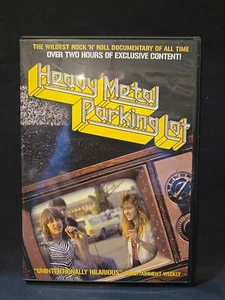 THE WILDEST ROCK 'N' ROLL DOCUMENTARY OF ALL TIME
OVER TWO HOURS OF EXCLUSIVE CONTENT!
Heavy Metal
Parking Lot
"UNINTENTIONALLY HILARIOUS" -ENTERTAINMENT WEEKLY